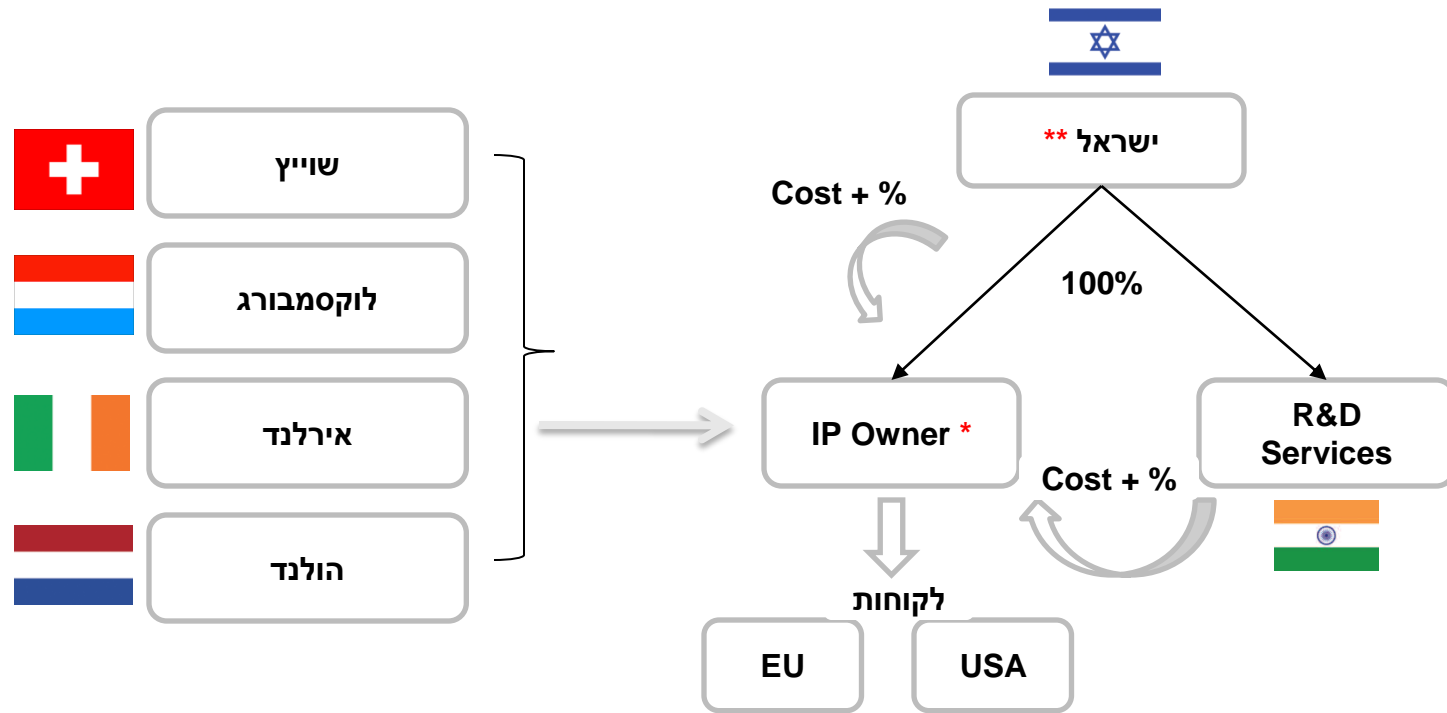 שוייץ
לוקסמבורג
אירלנד
הולנד
ישראל **
Cost + %
100%
IP Owner *
R&D
Services
Cost + %
לקוחות
EU
USA